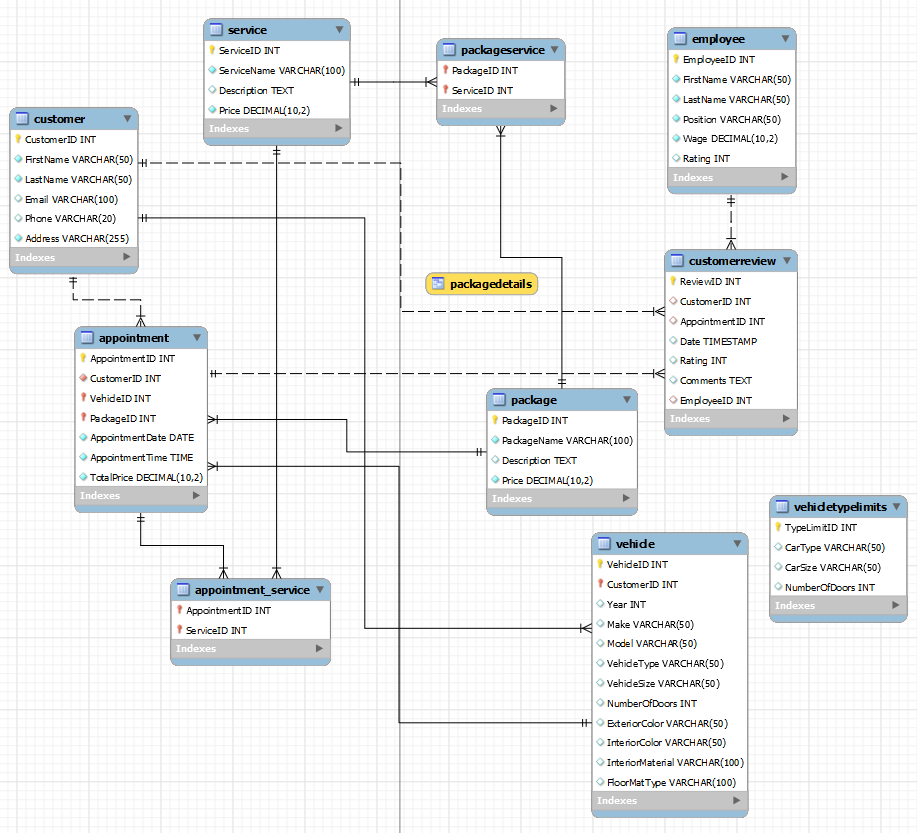 service
ServiceID INT
ServiceName VARCHAR(100)
Description TEXT
Price DECIMAL(10,2)
Indexes
packageservice
PackageID INT
ServiceID INT
Indexes
employee
EmployeeID INT
FirstName VARCHAR(50)
LastName VARCHAR(50)
Position VARCHAR(50)
Wage DECIMAL(10,2)
Rating INT
Indexes
customer
CustomerID INT
FirstName VARCHAR(50)
LastName VARCHAR(50)
Email VARCHAR(100)
Phone VARCHAR(20)
Address VARCHAR(255)
Indexes
packagedetails
customerreview
ReviewID INT
CustomerID INT
AppointmentID INT
Date TIMESTAMP
Rating INT
Comments TEXT
EmployeeID INT
Indexes
appointment
AppointmentID INT
CustomerID INT
VehicleID INT
PackageID INT
AppointmentDate DATE
AppointmentTime TIME
TotalPrice DECIMAL(10,2)
Indexes
package
PackageID INT
PackageName VARCHAR(100)
Description TEXT
Price DECIMAL(10,2)
Indexes
vehicletypelimits
TypeLimitID INT
CarType VARCHAR(50)
CarSize VARCHAR(50)
NumberOfDoors INT
Indexes
vehicle
VehicleID INT
CustomerID INT
Year INT
Make VARCHAR(50)
Model VARCHAR(50)
VehicleType VARCHAR(50)
VehicleSize VARCHAR(50)
NumberOfDoors INT
ExteriorColor VARCHAR(50)
InteriorColor VARCHAR(50)
InteriorMaterial VARCHAR(100)
FloorMatType VARCHAR(100)
Indexes
appointment_service
AppointmentID INT
ServiceID INT
Indexes